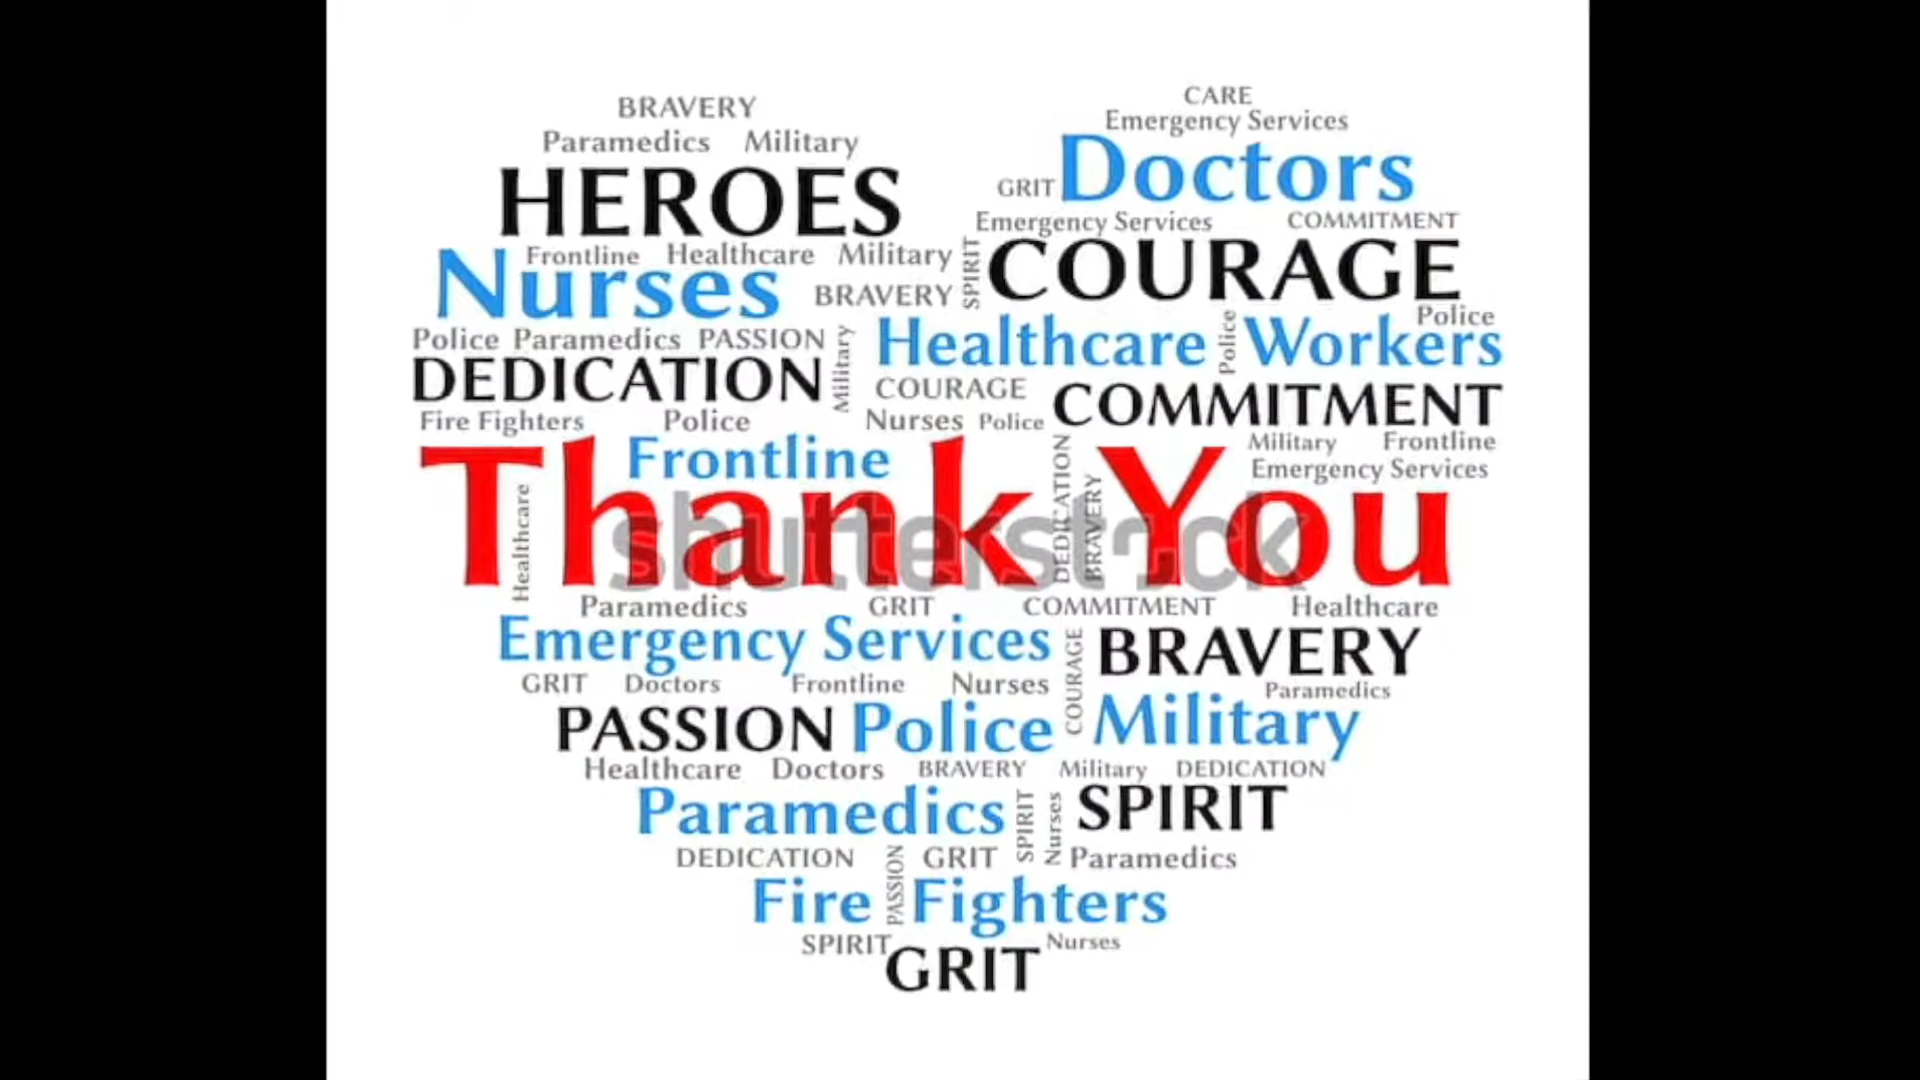 BRAVERY
CARE
Emergency Services
Paramedics Military
HEROES
GRIT Doctors
Emergency Services COMMITMENT
Nurses Frontline Healthcare Military
BRAVERY SPIRIT COURAGE
Police
Police Paramedics PASSION Military Healthcare Police Workers
DEDICATION COURAGE COMMITMENT
Fire Fighters Police Nurses Police
Military Frontline
Frontline
Emergency Services
Thank You
Healthcare
DEDICATION
BRAVERY
shutterstock
Paramedics GRIT COMMITMENT Healthcare
Emergency Services COURAGE BRAVERY
GRIT Doctors Frontline Nurses Paramedics
PASSION Police Military
Healthcare Doctors BRAVERY Military DEDICATION
Paramedics SPIRIT Nurses SPIRIT
DEDICATION GRIT Paramedics
Fire PASSION Fighters
SPIRIT Nurses
GRIT